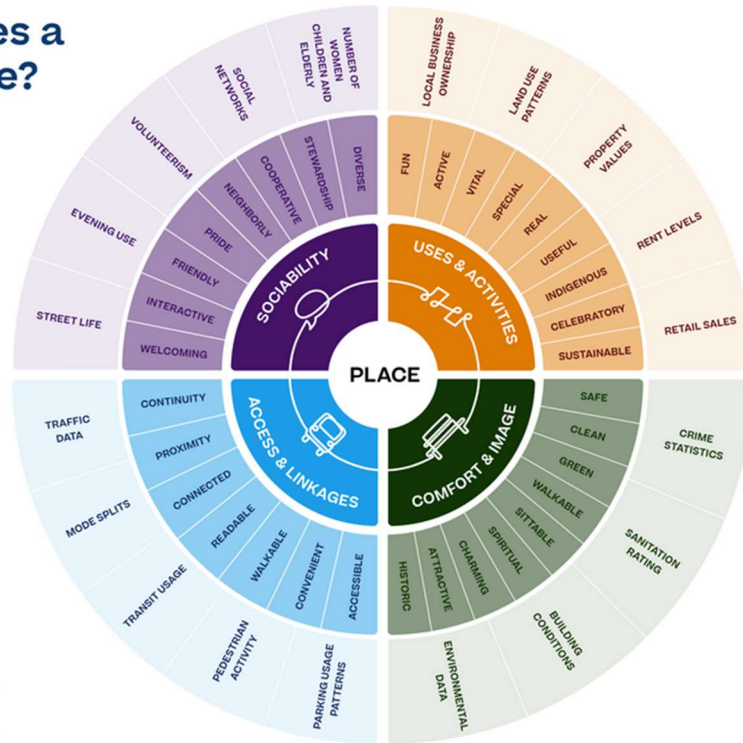 es a
e?
NUMBER OF
WOMEN
CHILDREN AND
ELDERLY
SOCIAL
NETWORKS
VOLUNTEERISM
EVENING USE
STREET LIFE
DIVERSE
STEWARDSHIP
COOPERATIVE
NEIGHBORLY
PRIDE
FRIENDLY
INTERACTIVE
WELCOMING
SOCIABILITY
LOCAL BUSINESS
OWNERSHIP
LAND USE
PATTERNS
PROPERTY
VALUES
RENT LEVELS
RETAIL SALES
FUN
ACTIVE
VITAL
SPECIAL
REAL
USEFUL
INDIGENOUS
CELEBRATORY
SUSTAINABLE
USES & ACTIVITIES
PLACE
ACCESS & LINKAGES
CONTINUITY
PROXIMITY
CONNECTED
READABLE
WALKABLE
CONVENIENT
ACCESSIBLE
TRAFFIC
DATA
MODE SPLITS
TRANSIT USAGE
PEDESTRIAN
ACTIVITY
PARKING USAGE
PATTERNS
COMFORT & IMAGE
SAFE
CLEAN
GREEN
WALKABLE
SITTABLE
SPIRITUAL
CHARMING
ATTRACTIVE
HISTORIC
CRIME
STATISTICS
SANITATION
RATING
BUILDING
CONDITIONS
ENVIRONMENTAL
DATA